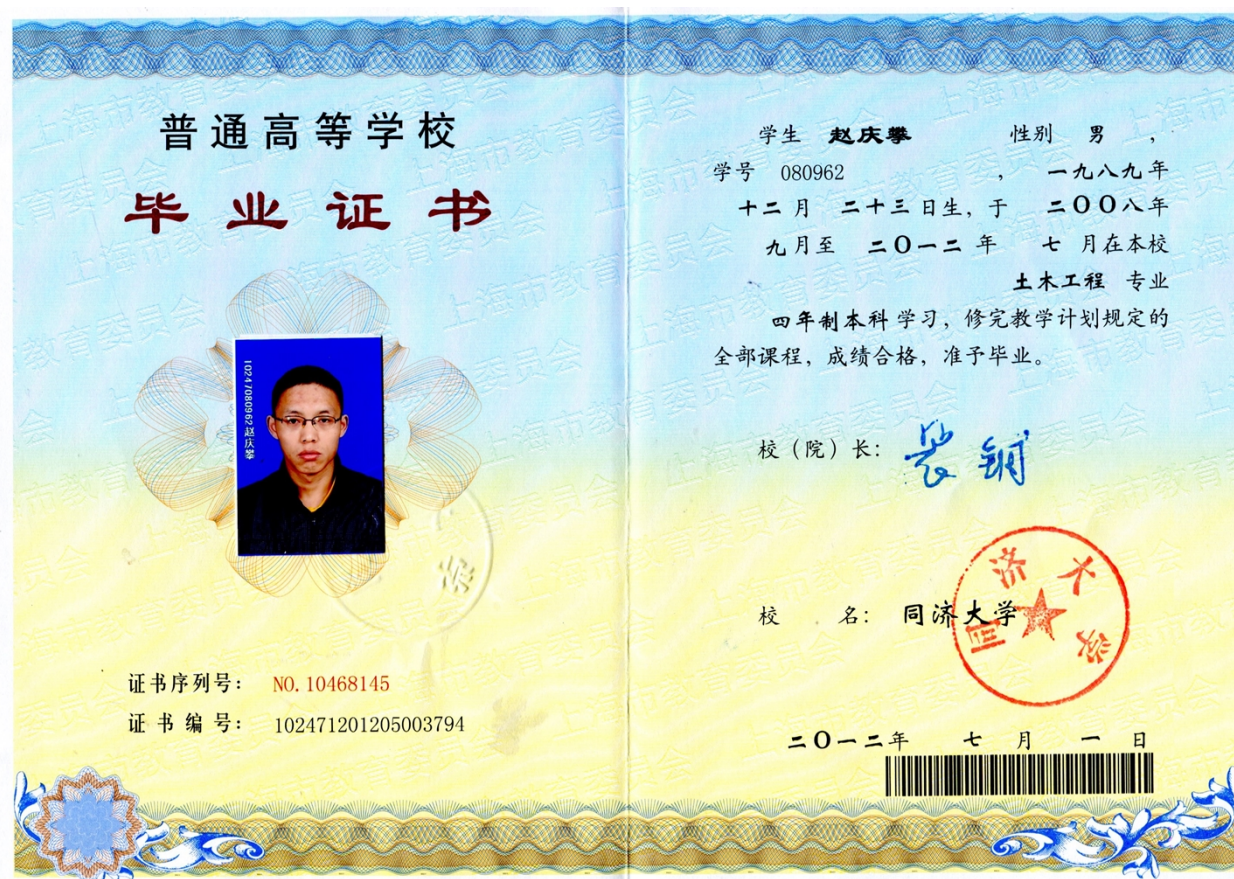 普通高等学校
毕业证书
10247080962赵庆攀
证书序列号： NO.10468145
证书编号： 102471201205003794
学生 赵庆攀 性别 男 ，
学号 080962 ， 一九八九年
十二月 二十三日生，于 二〇〇八年
九月至 二〇一二年 七 月在本校
土木工程 专业
四年制本科学习，修完教学计划规定的
全部课程，成绩合格，准予毕业。
校（院）长： 裴钢
校 名： 同济大学
同济大学
二〇一二年 七 月 一 日